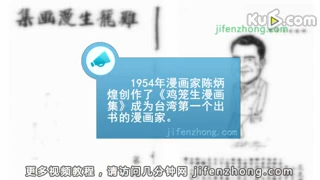 Ku6.com
jifenzhong.com
集画漫生籠雞
1954年漫画家陈炳
煌创作了《鸡笼生漫画
集》成为台湾第一个出
书的漫画家。
jifenzhong.com
更多视频教程，请访问几分钟网 jifenzhong.com